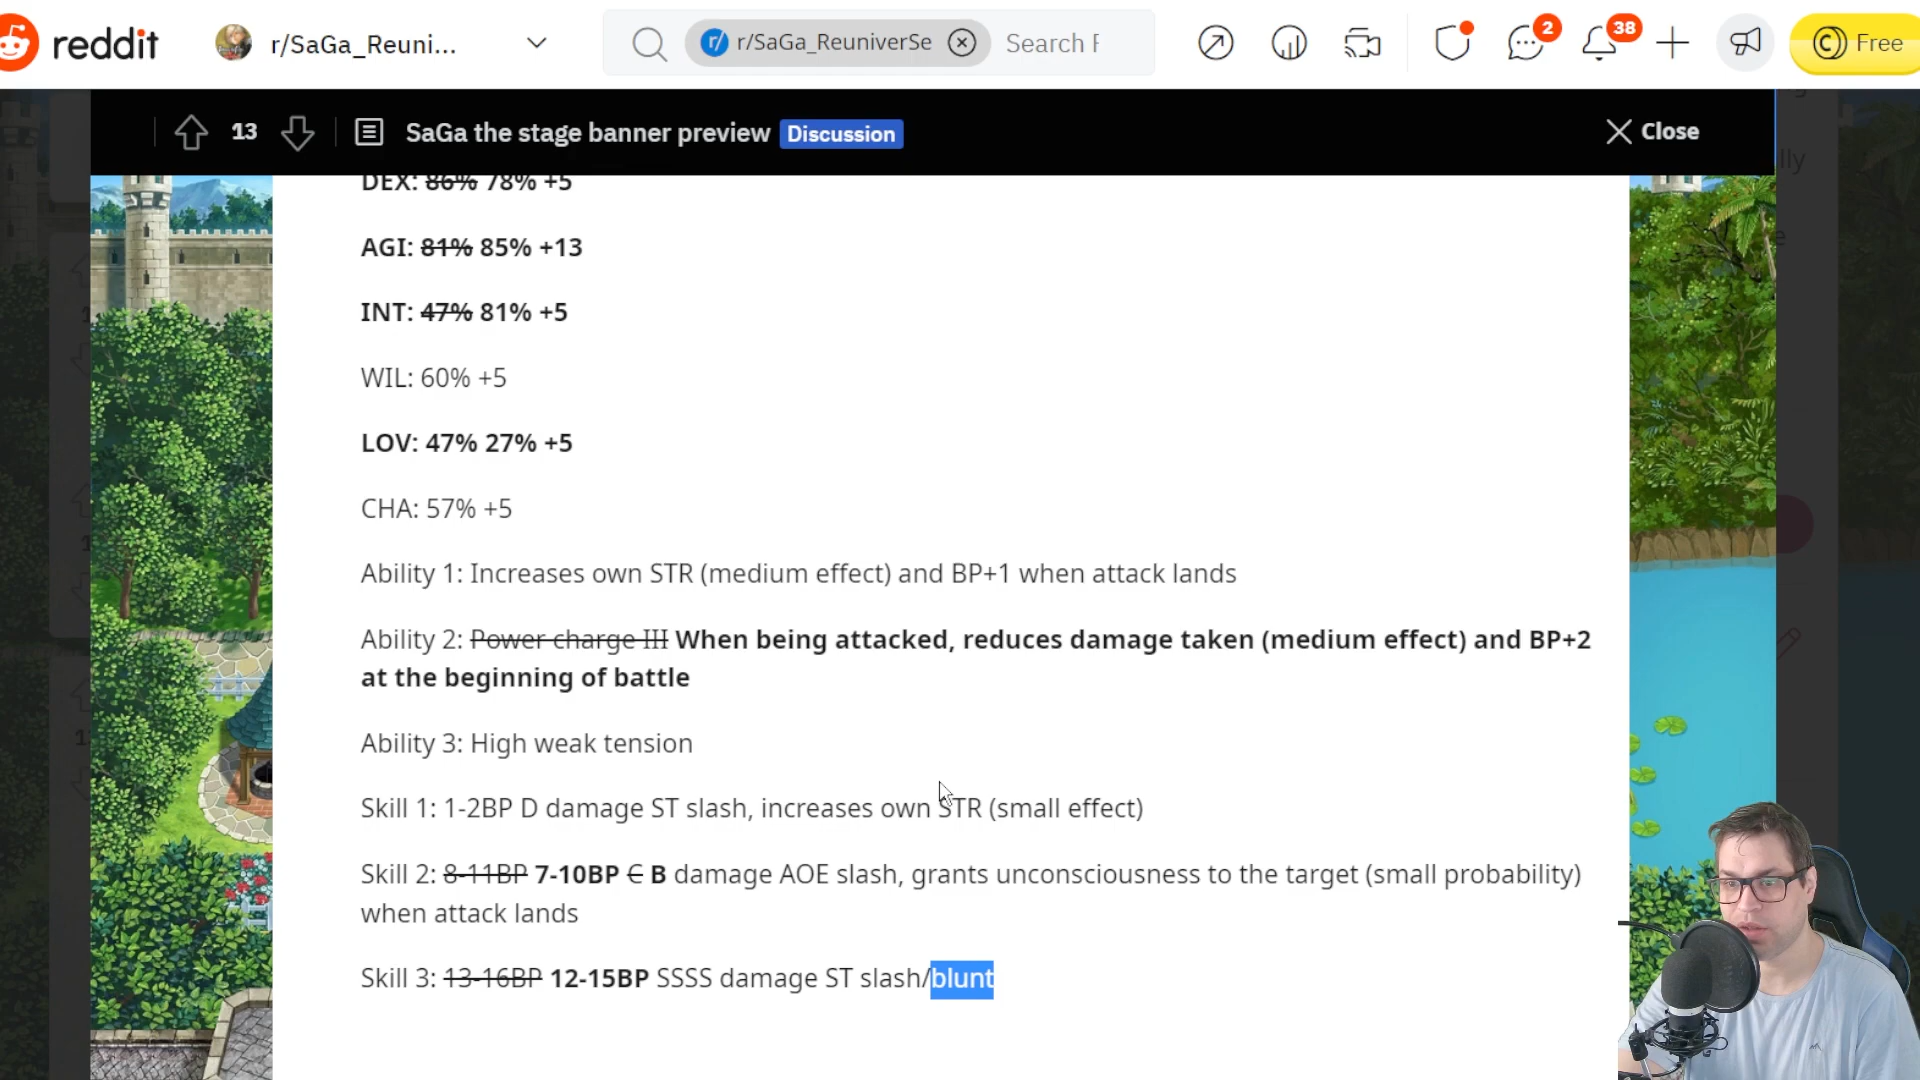 reddit
r/SaGa_Reuni...
r/SaGa_ReuniverSe
Search
2
38
Free
13
SaGa the stage banner preview
Discussion
Close
DEX: 86% 78% +5
AGI: 81% 85% +13
INT: 47% 81% +5
WIL: 60% +5
LOV: 47% 27% +5
CHA: 57% +5
Ability 1: Increases own STR (medium effect) and BP+1 when attack lands
Ability 2: Power charge III When being attacked, reduces damage taken (medium effect) and BP+2
at the beginning of battle
Ability 3: High weak tension
Skill 1: 1-2BP D damage ST slash, increases own STR (small effect)
Skill 2: 8-11BP 7-10BP C B damage AOE slash, grants unconsciousness to the target (small probability)
when attack lands
Skill 3: 13-16BP 12-15BP SSSS damage ST slash/blunt